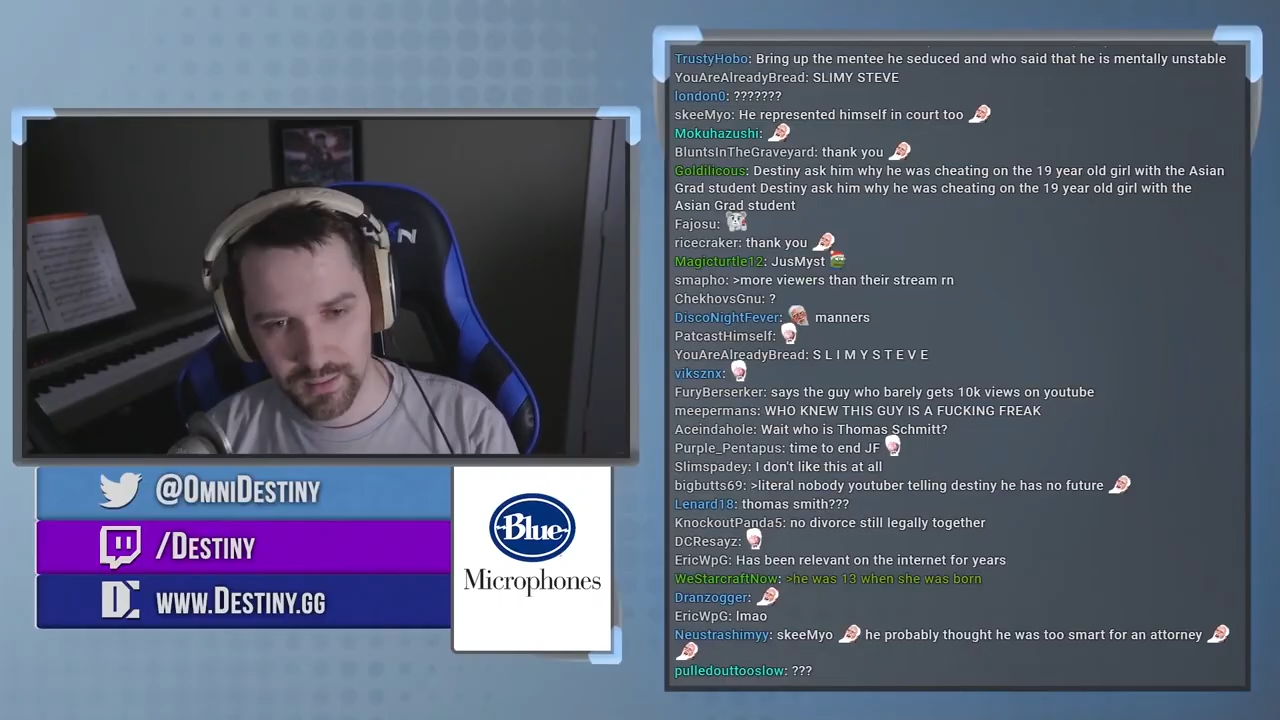 TrustyHobo: Bring up the mentee he seduced and who said that he is mentally unstable
YouAreAlreadyBread: SLIMY STEVE
london0: ???????
skeeMyo: He represented himself in court too
Mokuhazushi:
BluntsInTheGraveyard: thank you
Goldilicous: Destiny ask him why he was cheating on the 19 year old girl with the Asian
Grad student Destiny ask him why he was cheating on the 19 year old girl with the
Asian Grad student
Fajosu:
ricecraker: thank you
Magicturtle12: JusMyst
smapho: >more viewers than their stream rn
ChekhovsGnu: ?
DiscoNightFever: manners
PatcastHimself:
YouAreAlreadyBread: S L I M Y S T E V E
viksznx:
FuryBerserker: says the guy who barely gets 10k views on youtube
meepermans: WHO KNEW THIS GUY IS A FUCKING FREAK
Aceindahole: Wait who is Thomas Schmitt?
Purple_Pentapus: time to end JF
Slimspadey: I don't like this at all
bigbutts69: >literal nobody youtuber telling destiny he has no future
Lenard18: thomas smith???
KnockoutPanda5: no divorce still legally together
DCResayz:
EricWpG: Has been relevant on the internet for years
WeStarcraftNow: >he was 13 when she was born
Dranzogger:
EricWpG: lmao
Neustrashimyy: skeeMyo he probably thought he was too smart for an attorney
pulledouttooslow: ???
@OmniDestiny
/Destiny
www.Destiny.gg
Blue
Microphones